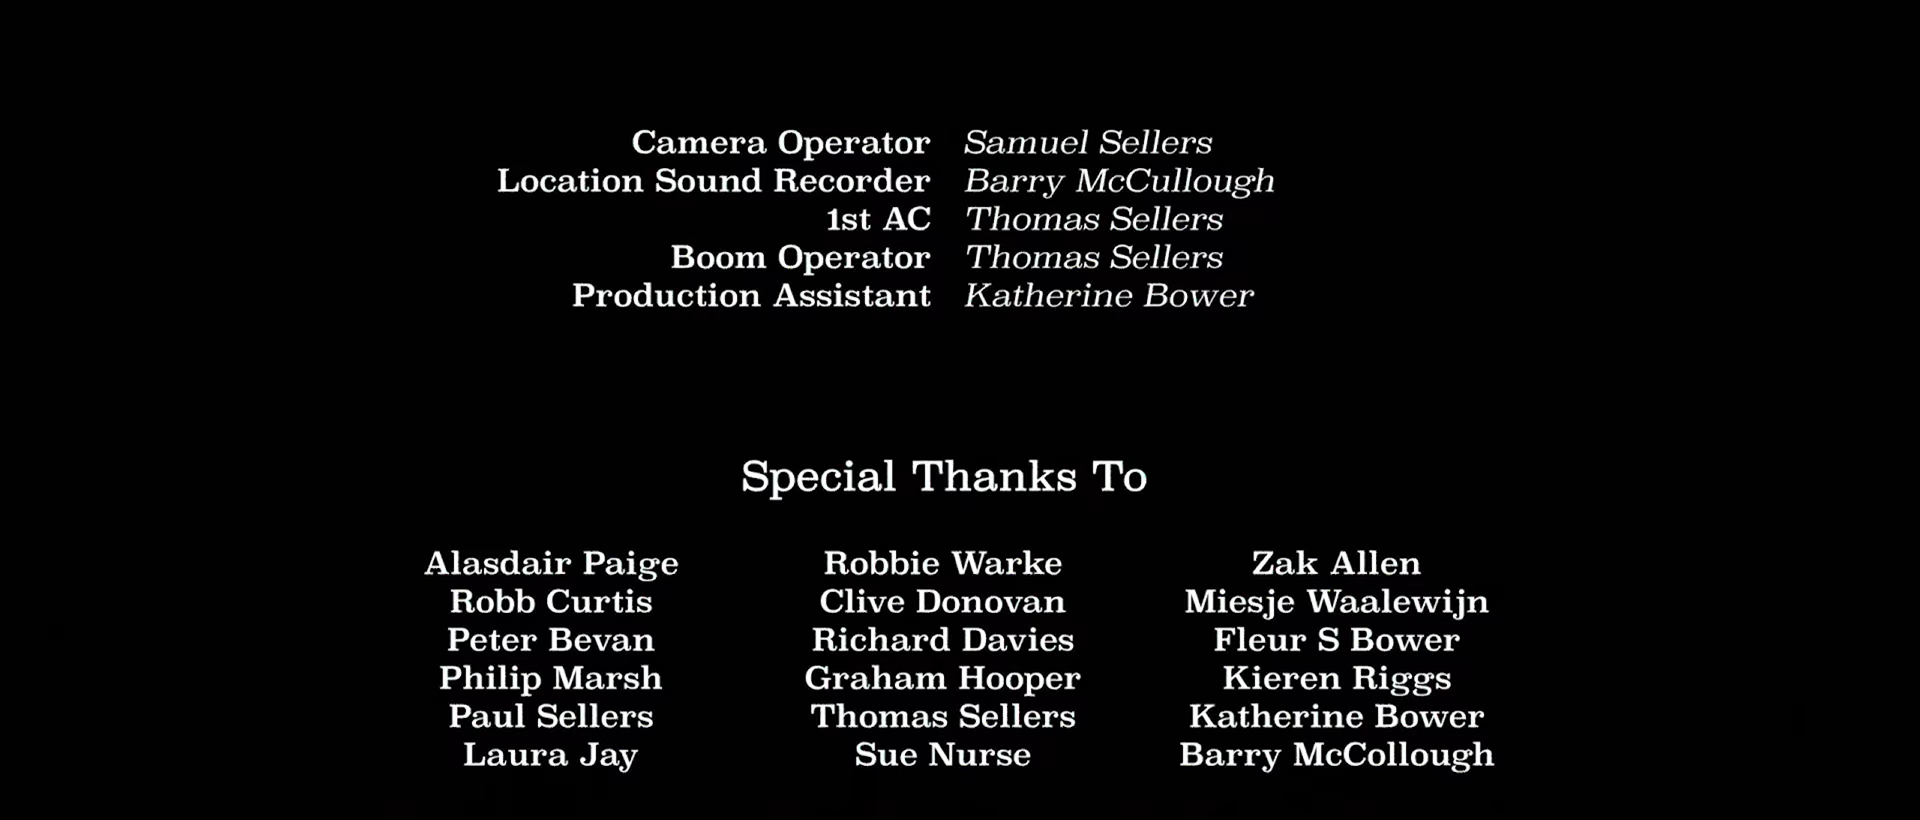 Camera Operator Samuel Sellers
Location Sound Recorder Barry McCullough
1st AC Thomas Sellers
Boom Operator Thomas Sellers
Production Assistant Katherine Bower
Special Thanks To
Alasdair Paige Robbie Warke Zak Allen
Robb Curtis Clive Donovan Miesje Waalewijn
Peter Bevan Richard Davies Fleur S Bower
Philip Marsh Graham Hooper Kieren Riggs
Paul Sellers Thomas Sellers Katherine Bower
Laura Jay Sue Nurse Barry McCollough